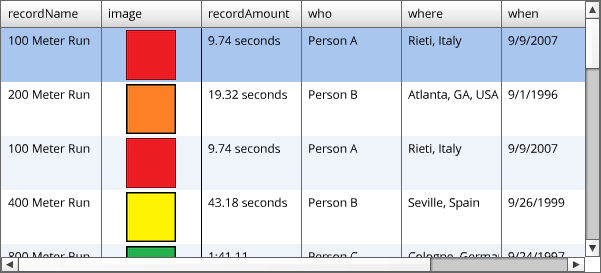 recordName image recordAmount who where when
100 Meter Run 9.74 seconds Person A Rieti, Italy 9/9/2007
200 Meter Run 19.32 seconds Person B Atlanta, GA, USA 9/1/1996
100 Meter Run 9.74 seconds Person A Rieti, Italy 9/9/2007
400 Meter Run 43.18 seconds Person B Seville, Spain 9/26/1999
800 Meter Run 1:41.11 Person C Cologne, 9/24/1997